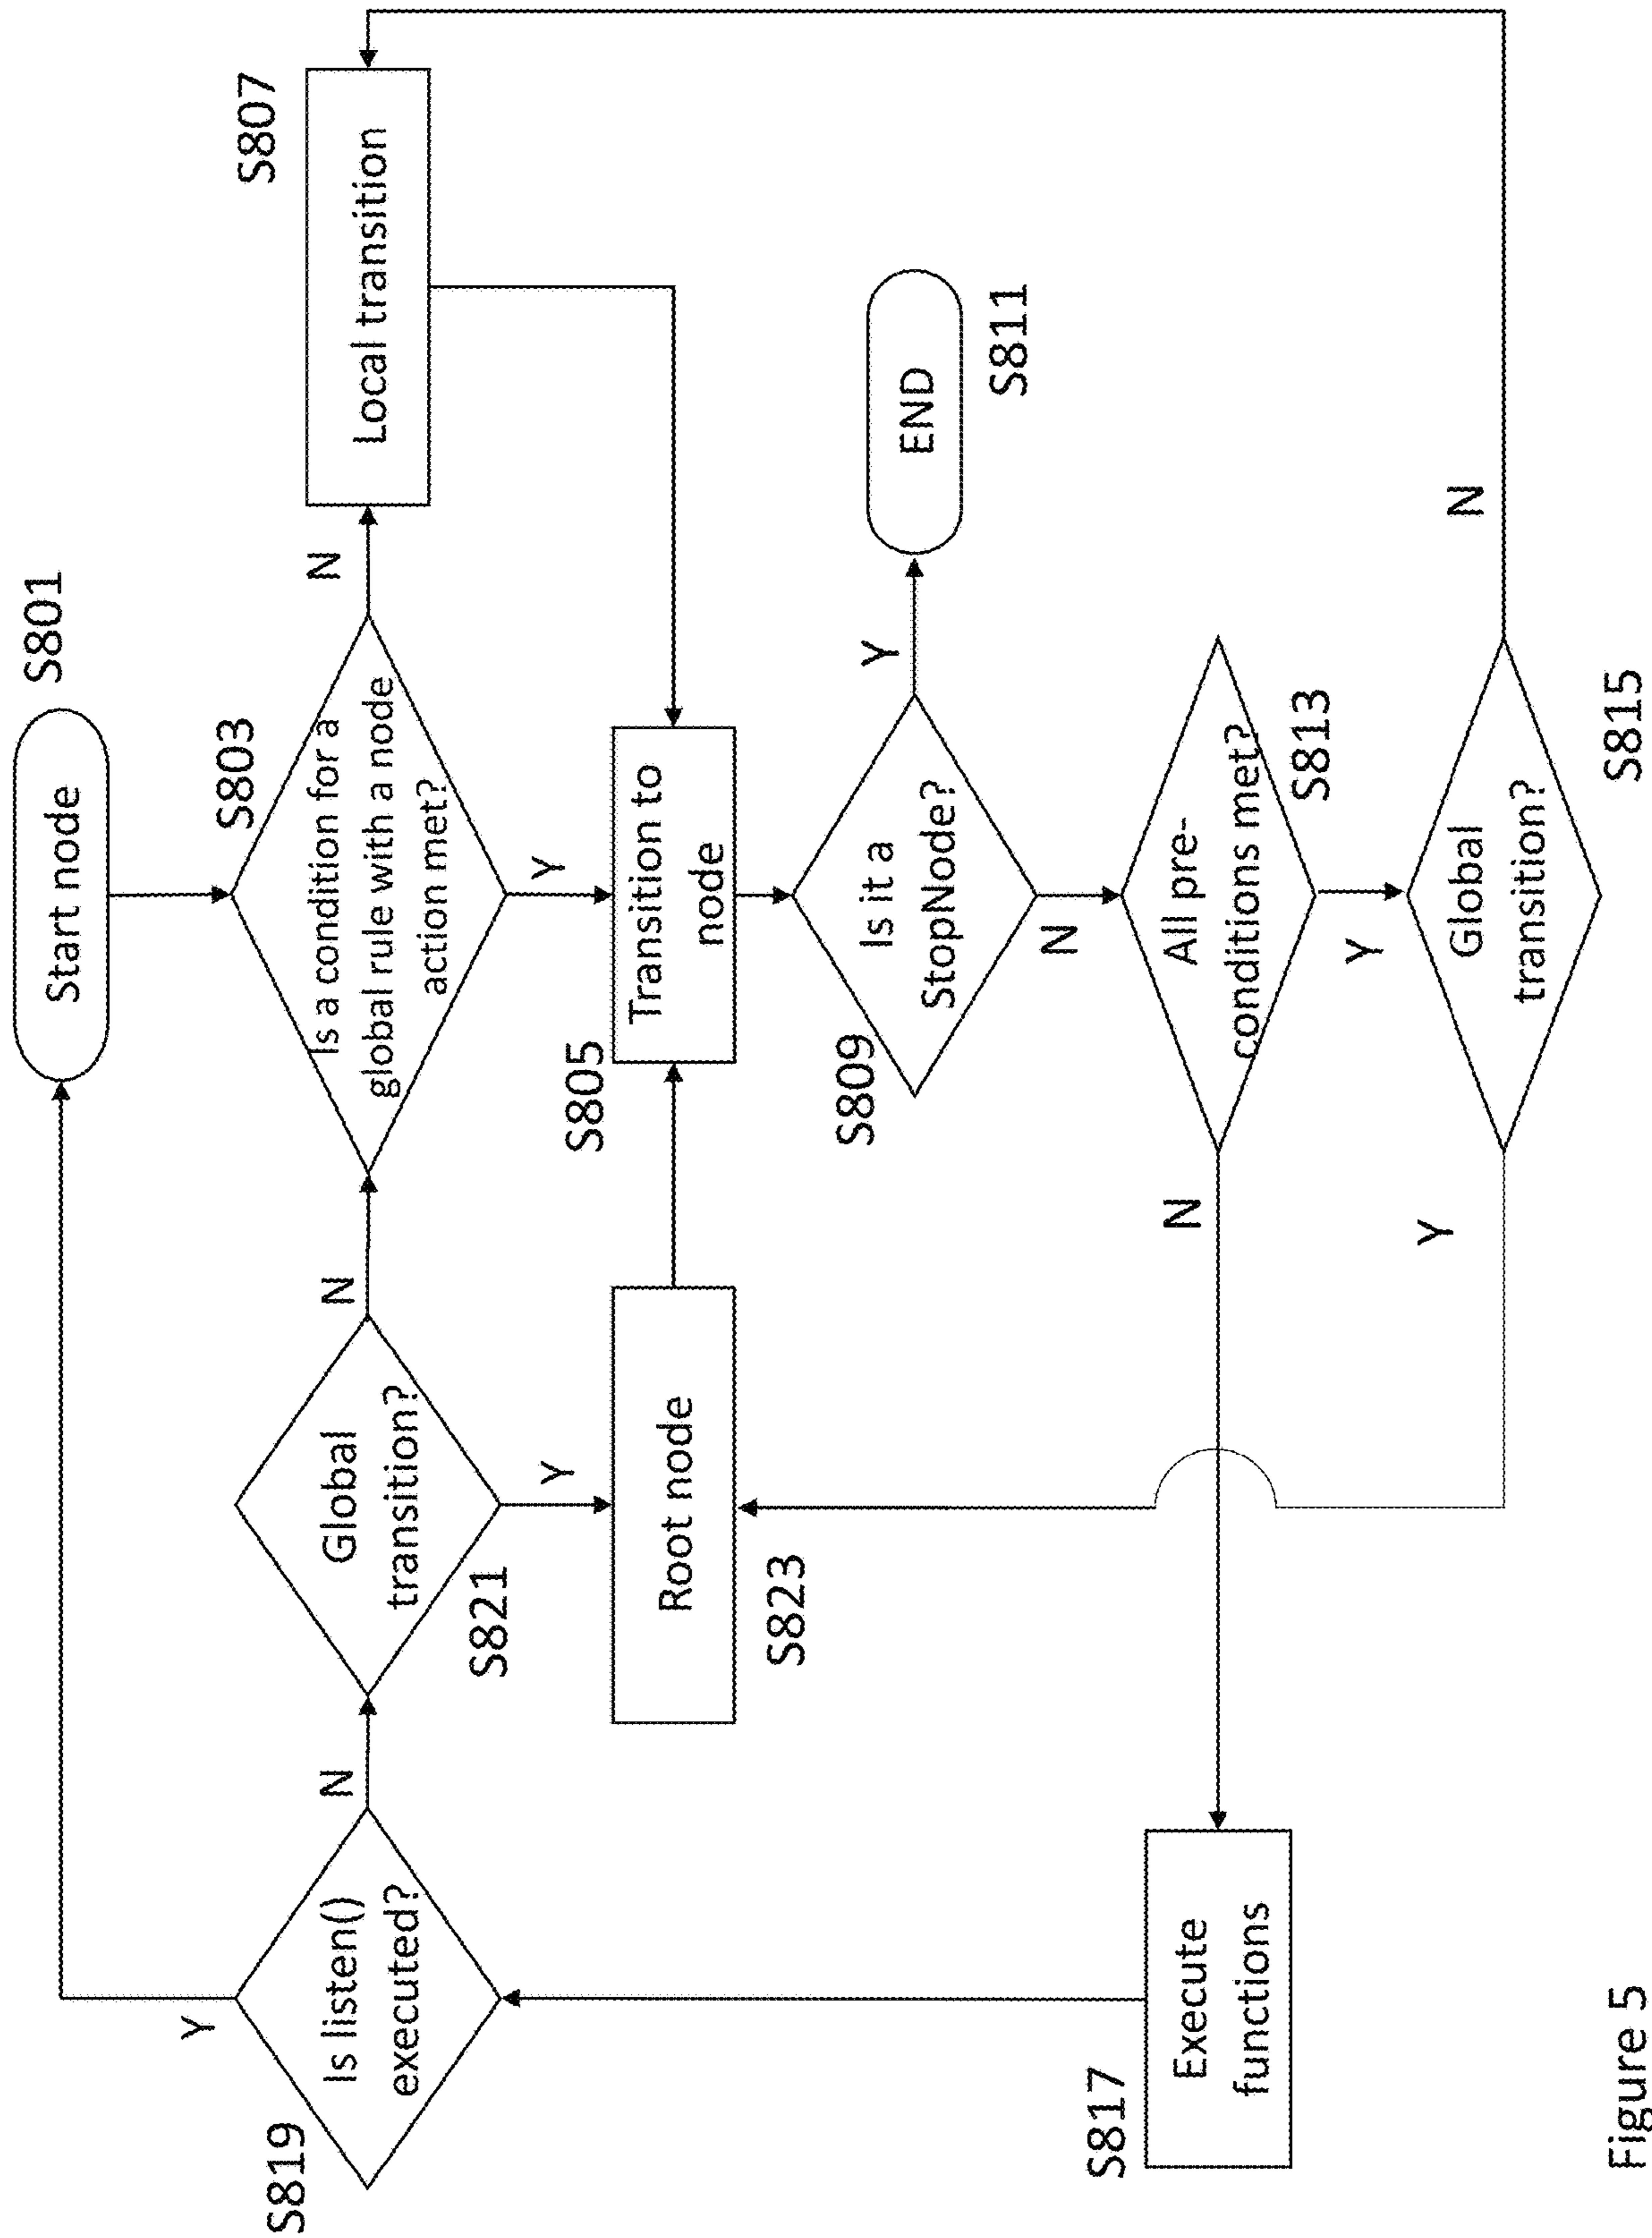 Start node
S801
S803
Is a condition for a
global rule with a node
action met?
N
Y
Local transition
S807
Is listen()
executed?
S819
Y
N
Global
transition?
S821
N
Y
Root node
S823
S805
Transition to
node
Is it a
StopNode?
S809
Y
N
END
S811
All pre-
conditions met?
S813
N
Y
Execute
functions
S817
Global
transition?
S815
Y
N
Figure 5